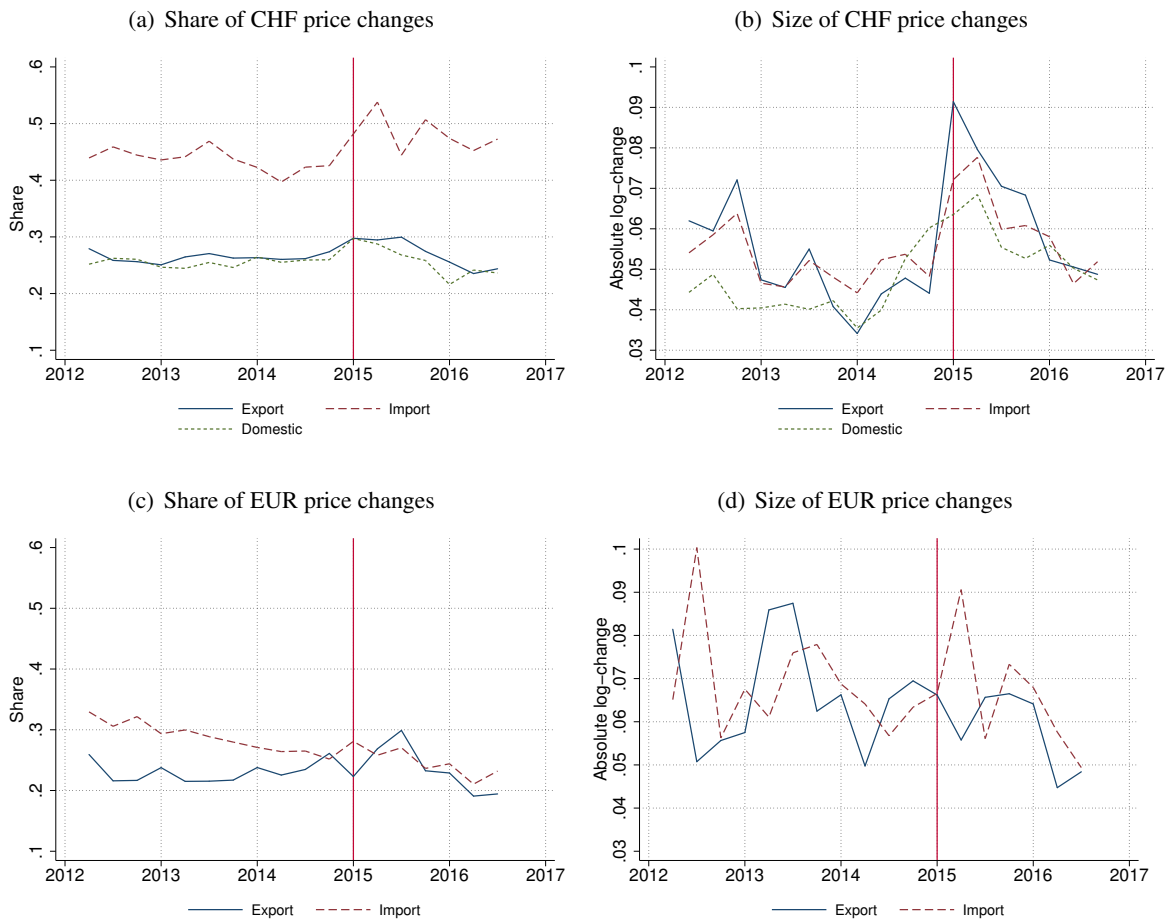 (a) Share of CHF price changes
Share
.6
.5
.4
.3
.2
.1
2012 2013 2014 2015 2016 2017
Export Import
Domestic
(b) Size of CHF price changes
Absolute log−change
.1
.09
.08
.07
.06
.05
.04
.03
2012 2013 2014 2015 2016 2017
Export Import
Domestic
(c) Share of EUR price changes
Share
.6
.5
.4
.3
.2
.1
2012 2013 2014 2015 2016 2017
Export Import
(d) Size of EUR price changes
Absolute log−change
.1
.09
.08
.07
.06
.05
.04
.03
2012 2013 2014 2015 2016 2017
Export Import